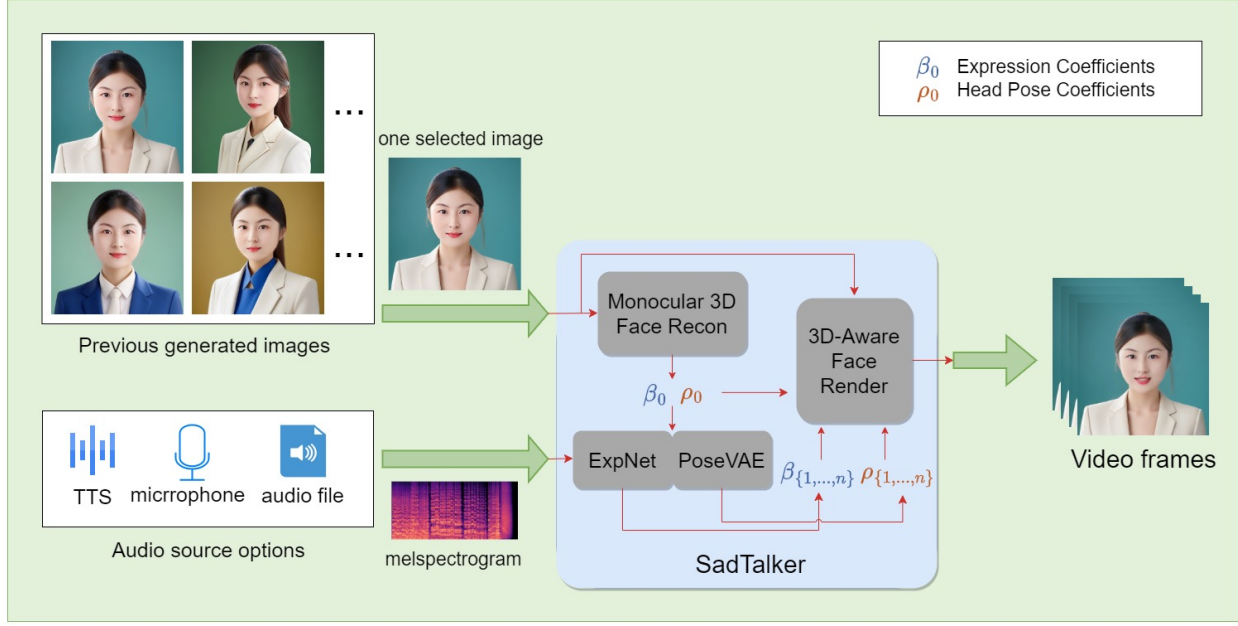 β₀ Expression Coefficients
ρ₀ Head Pose Coefficients
...
one selected image
...
Previous generated images
Monocular 3D
Face Recon
3D-Aware
Face
Render
β₀ ρ₀
ExpNet PoseVAE
β{1,...,n} ρ{1,...,n}
SadTalker
Video frames
TTS micrrophone audio file
Audio source options
melspectrogram